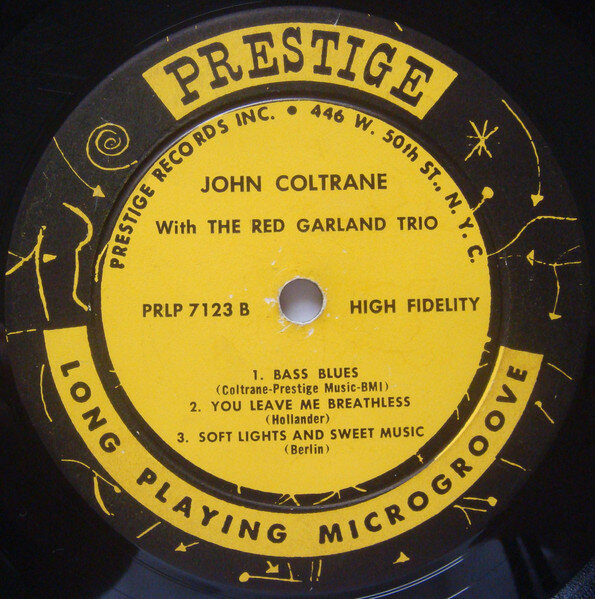 PRESTIGE
PRESTIGE RECORDS INC. • 446 W. 50th ST., N.Y.C.
JOHN COLTRANE
With THE RED GARLAND TRIO
PRLP 7123 B
HIGH FIDELITY
1. BASS BLUES
(Coltrane-Prestige Music-BMI)
2. YOU LEAVE ME BREATHLESS
(Hollander)
3. SOFT LIGHTS AND SWEET MUSIC
(Berlin)
LONG PLAYING MICROGROOVE